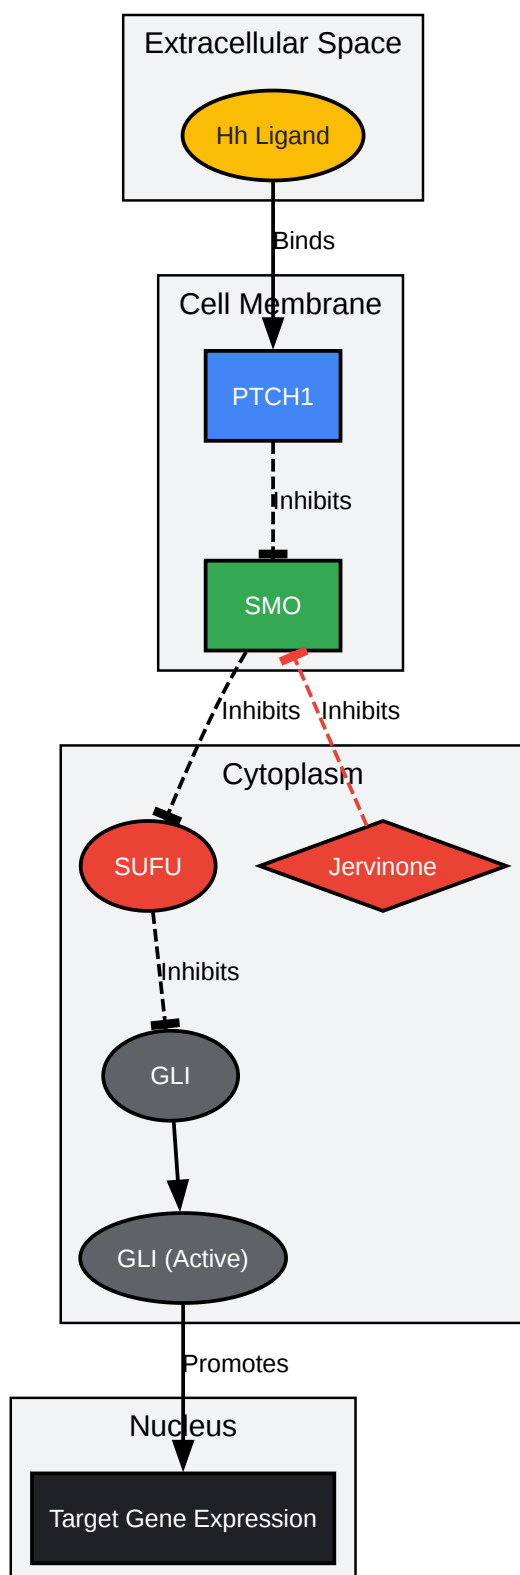 Extracellular Space
Hh Ligand
Binds
Cell Membrane
PTCH1
Inhibits
SMO
Inhibits
Inhibits
Cytoplasm
SUFU
Jervinone
Inhibits
GLI
GLI (Active)
Promotes
Nucleus
Target Gene Expression